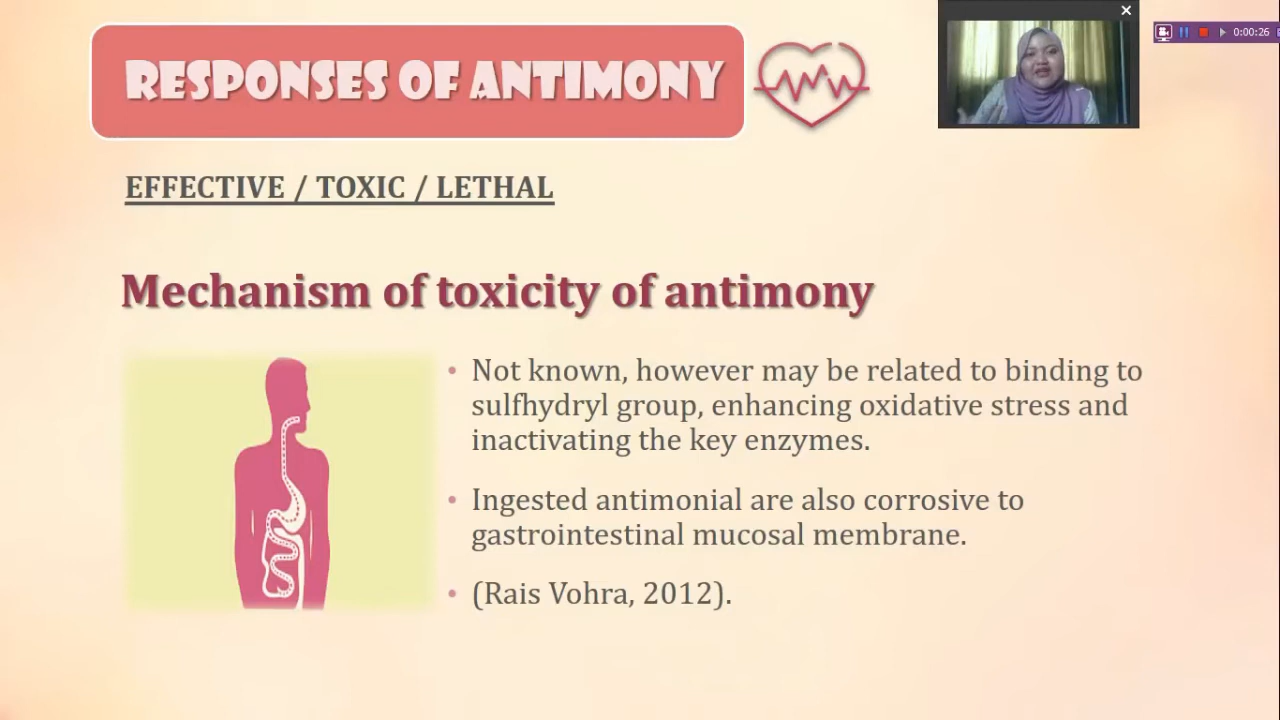 RESPONSES OF ANTIMONY
0:00:26
EFFECTIVE / TOXIC / LETHAL
Mechanism of toxicity of antimony
• Not known, however may be related to binding to
sulfhydryl group, enhancing oxidative stress and
inactivating the key enzymes.
• Ingested antimonial are also corrosive to
gastrointestinal mucosal membrane.
• (Rais Vohra, 2012).